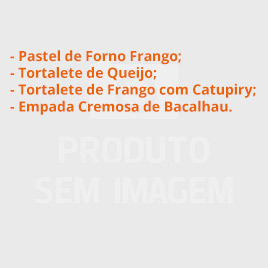 - Pastel de Forno Frango;
- Tortalete de Queijo;
- Tortalete de Frango com Catupiry;
- Empada Cremosa de Bacalhau.
PRODUTO
SEM IMAGEM